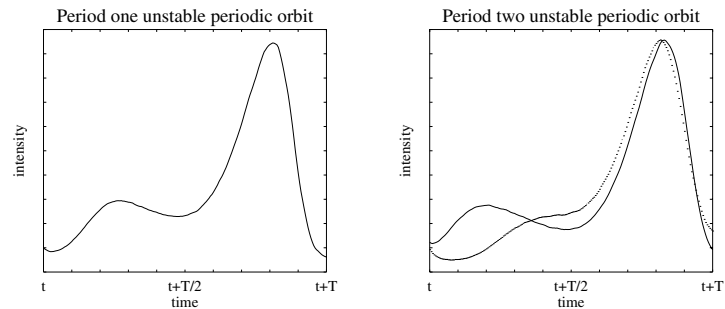 Period one unstable periodic orbit
intensity
t
t+T/2
t+T
time
Period two unstable periodic orbit
intensity
t
t+T/2
t+T
time